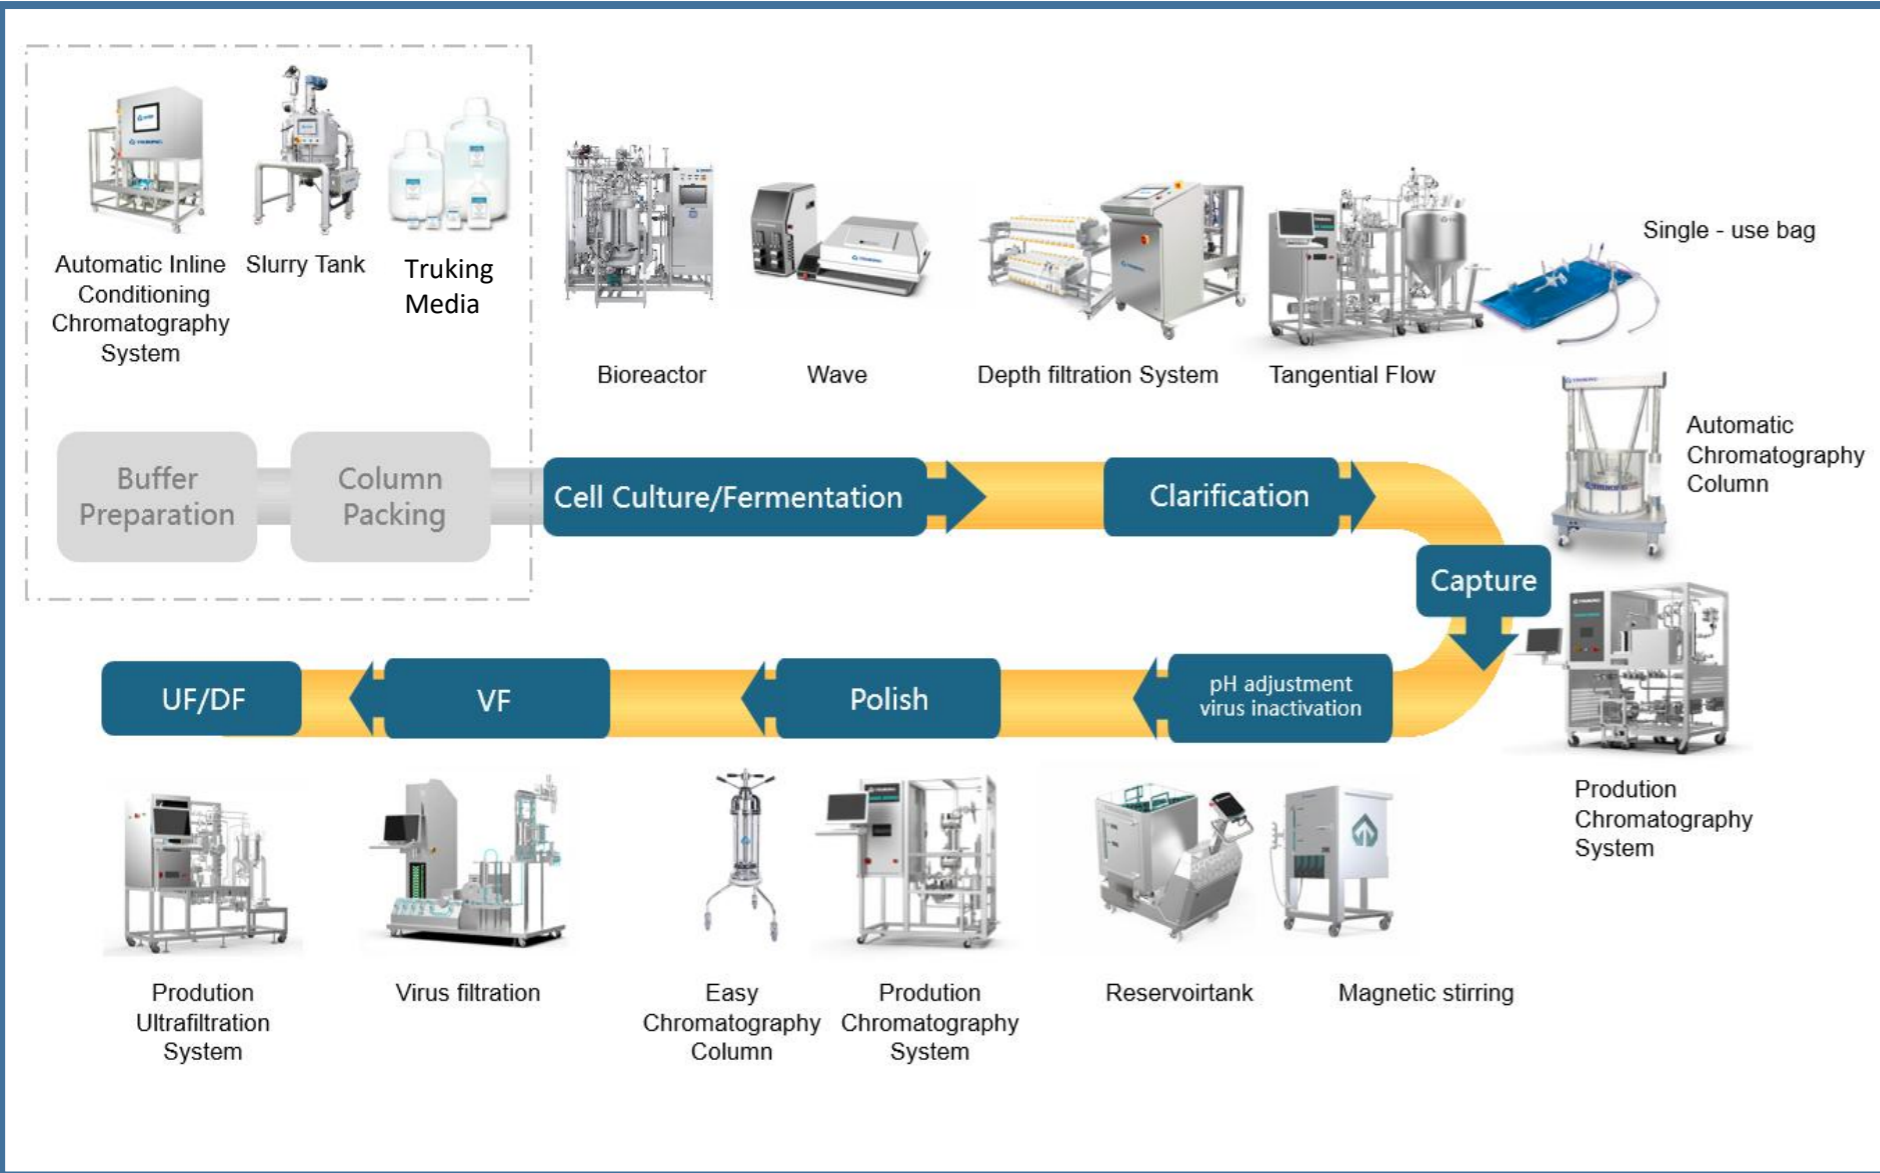 Automatic Inline
Conditioning
Chromatography
System
Slurry Tank
Truking
Media
Bioreactor
Wave
Depth filtration System
Tangential Flow
Single - use bag
Automatic
Chromatography
Column
Buffer
Preparation
Column
Packing
Cell Culture/Fermentation
Clarification
Capture
Prodution
Chromatography
System
pH adjustment
virus inactivation
Polish
VF
UF/DF
Prodution
Ultrafiltration
System
Virus filtration
Easy
Chromatography
Column
Prodution
Chromatography
System
Reservoirtank
Magnetic stirring